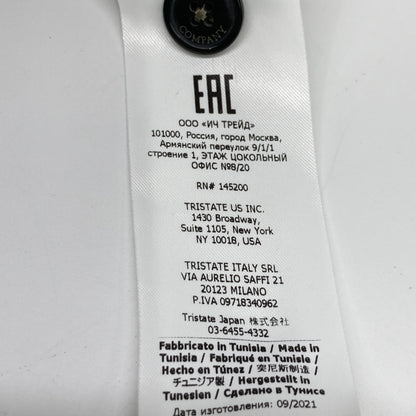 COMPANY
EAC
ООО «ИЧ ТРЕЙД»
101000, Россия, город Москва,
Армянский переулок 9/1/1
строение 1, ЭТАЖ ЦОКОЛЬНЫЙ
ОФИС №8/20
RN# 145200
TRISTATE US INC.
1430 Broadway,
Suite 1105, New York
NY 10018, USA
TRISTATE ITALY SRL
VIA AURELIO SAFFI 21
20123 MILANO
P.IVA 09718340962
Tristate Japan 株式会社
03-6455-4332
Fabbricato in Tunisia / Made in
Tunisia / Fabriqué en Tunisie /
Hecho en Túnez / 突尼斯制造 /
チュニジア製 / Hergestellt in
Tunesien / Сделано в Тунисе
Дата изготовления: 09/2021